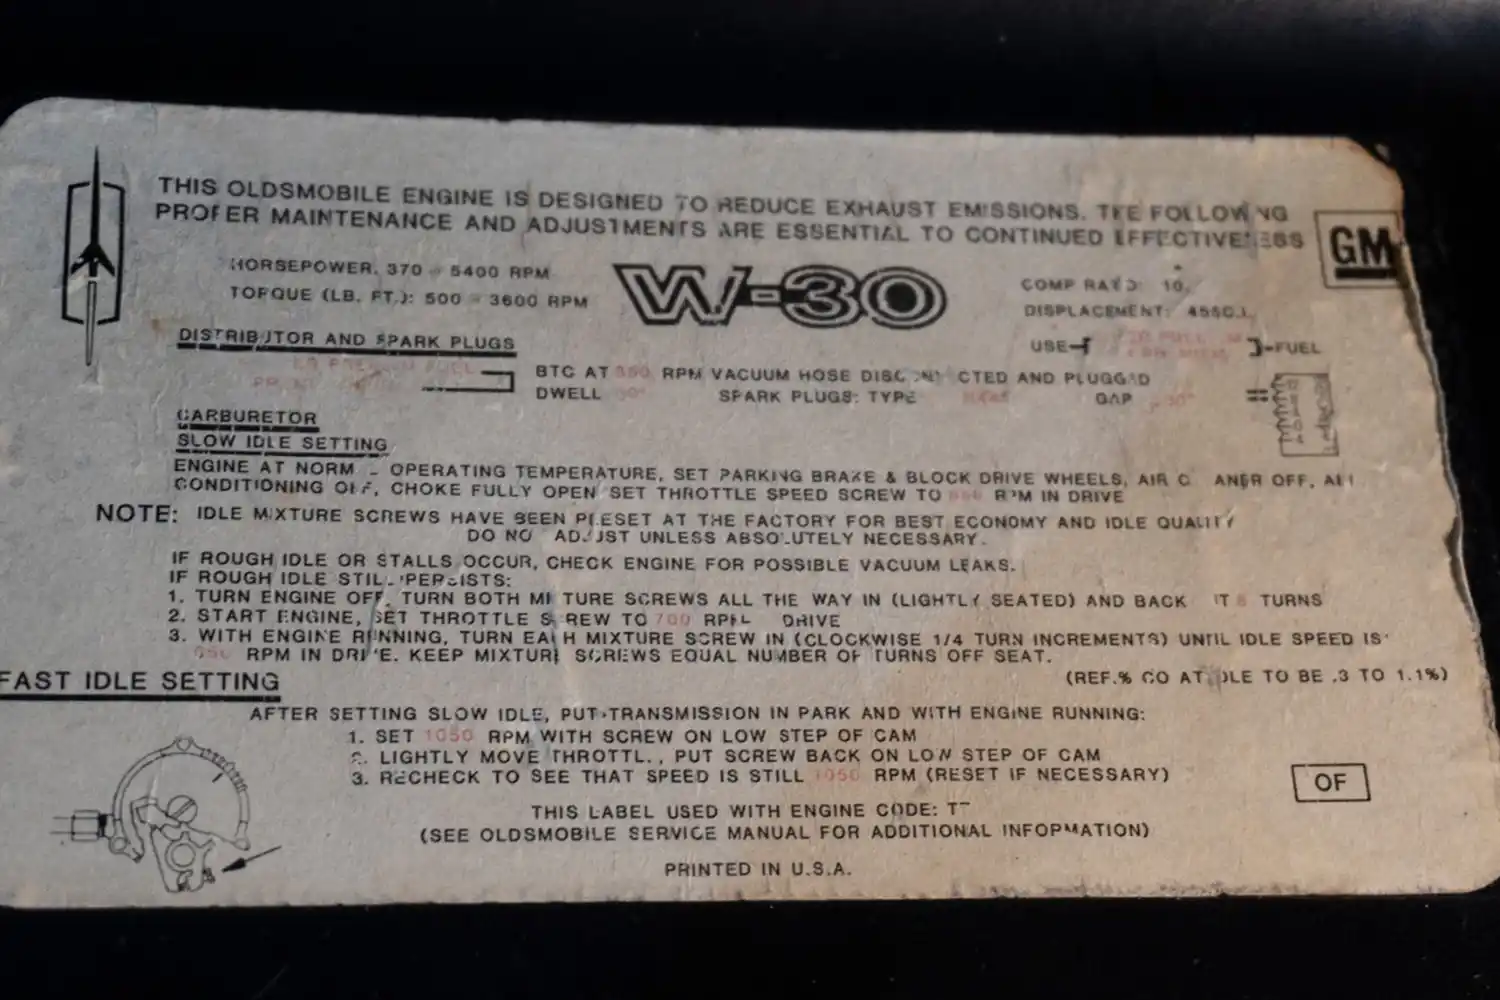 THIS OLDSMOBILE ENGINE IS DESIGNED TO REDUCE EXHAUST EMISSIONS. THE FOLLOWING
PROPER MAINTENANCE AND ADJUSTMENTS ARE ESSENTIAL TO CONTINUED EFFECTIVENESS
GM
HORSEPOWER: 370 5400 RPM
TORQUE (LB. FT.): 500 3600 RPM
W-30
COMP RATIO: 10.
DISPLACEMENT: 455C.I.
DISTRIBUTOR AND SPARK PLUGS
USE FUEL
BTC AT RPM VACUUM HOSE DISCONNECTED AND PLUGGED
DWELL 30° SPARK PLUGS: TYPE GAP
CARBURETOR
SLOW IDLE SETTING
ENGINE AT NORM OPERATING TEMPERATURE, SET PARKING BRAKE & BLOCK DRIVE WHEELS, AIR CLEANER OFF, AIR
CONDITIONING OFF, CHOKE FULLY OPEN SET THROTTLE SPEED SCREW TO RPM IN DRIVE
NOTE: IDLE MIXTURE SCREWS HAVE BEEN PRESET AT THE FACTORY FOR BEST ECONOMY AND IDLE QUALITY
DO NOT ADJUST UNLESS ABSOLUTELY NECESSARY.
IF ROUGH IDLE OR STALLS OCCUR, CHECK ENGINE FOR POSSIBLE VACUUM LEAKS.
IF ROUGH IDLE STILL PERSISTS:
1. TURN ENGINE OFF, TURN BOTH MIXTURE SCREWS ALL THE WAY IN (LIGHTLY SEATED) AND BACK TURNS
2. START ENGINE, SET THROTTLE SCREW TO 700 RPM DRIVE
3. WITH ENGINE RUNNING, TURN EACH MIXTURE SCREW IN (CLOCKWISE 1/4 TURN INCREMENTS) UNTIL IDLE SPEED IS
RPM IN DRIVE. KEEP MIXTURE SCREWS EQUAL NUMBER OF TURNS OFF SEAT.
(REF.% CO AT IDLE TO BE .3 TO 1.1%)
FAST IDLE SETTING
AFTER SETTING SLOW IDLE, PUT TRANSMISSION IN PARK AND WITH ENGINE RUNNING:
1. SET 1050 RPM WITH SCREW ON LOW STEP OF CAM
2. LIGHTLY MOVE THROTTLE, PUT SCREW BACK ON LOW STEP OF CAM
3. RECHECK TO SEE THAT SPEED IS STILL 1050 RPM (RESET IF NECESSARY)
OF
THIS LABEL USED WITH ENGINE CODE:
(SEE OLDSMOBILE SERVICE MANUAL FOR ADDITIONAL INFORMATION)
PRINTED IN U.S.A.